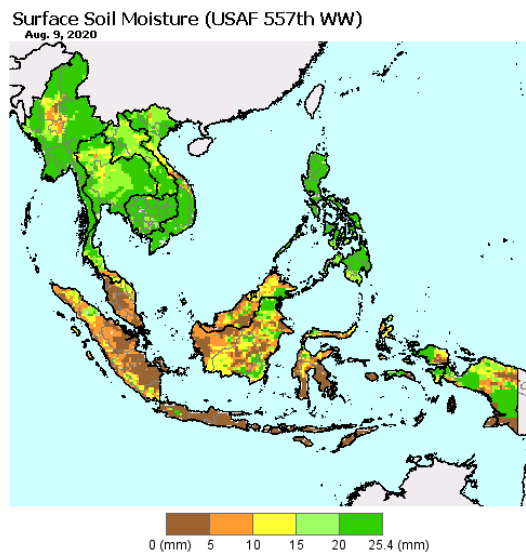 Surface Soil Moisture (USAF 557th WW)
Aug. 9, 2020
0 (mm) 5 10 15 20 25.4 (mm)